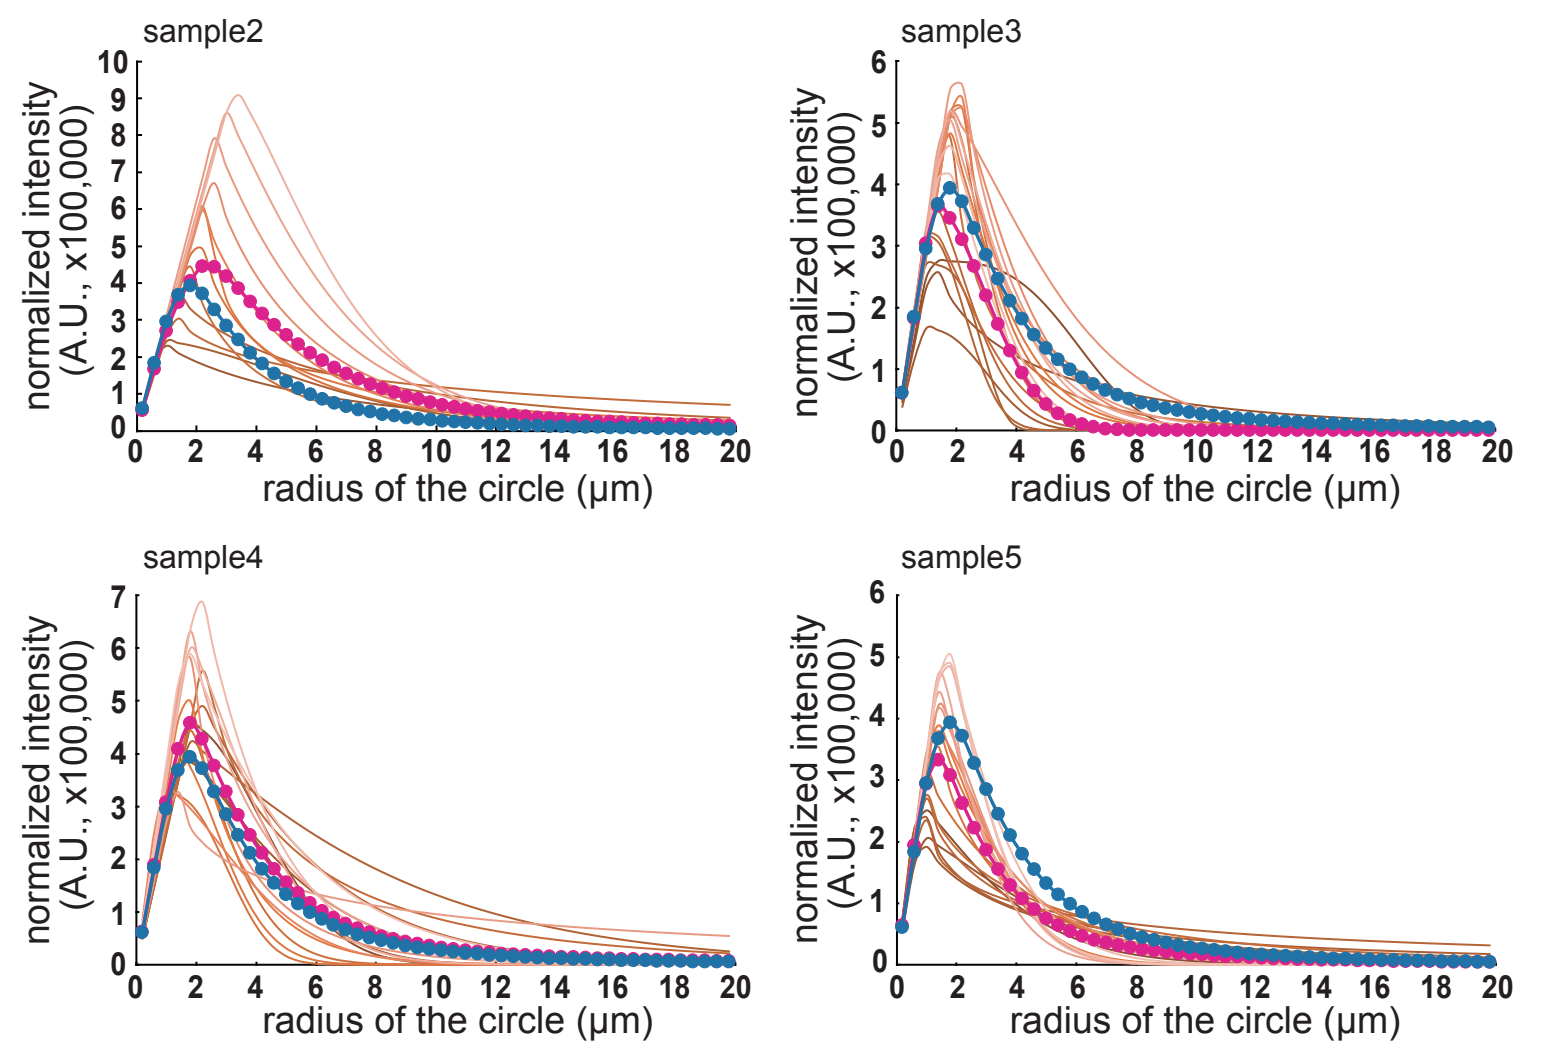 sample2
10
9
8
7
6
5
4
3
2
1
0
normalized intensity
(A.U., x100,000)
0 2 4 6 8 10 12 14 16 18 20
radius of the circle (µm)
sample3
6
5
4
3
2
1
0
normalized intensity
(A.U., x100,000)
0 2 4 6 8 10 12 14 16 18 20
radius of the circle (µm)
sample4
7
6
5
4
3
2
1
0
normalized intensity
(A.U., x100,000)
0 2 4 6 8 10 12 14 16 18 20
radius of the circle (µm)
sample5
6
5
4
3
2
1
0
normalized intensity
(A.U., x100,000)
0 2 4 6 8 10 12 14 16 18 20
radius of the circle (µm)